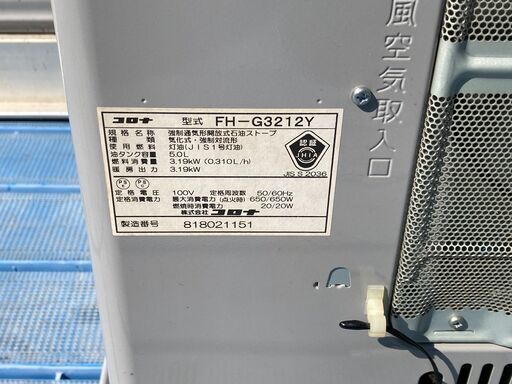 コロナ 型式 FH-G3212Y
規格名 強制通気形開放式石油ストーブ
種類 気化式・強制対流形
使用燃料 灯油(JIS1号灯油)
油タンク容量 5.0L
燃料消費量 3.19kW (0.310L/h)
暖房出力 3.19kW
認証
JHIA
JIS S 2036
定格電圧 100V 定格周波数 50/60Hz
定格消費電力 最大消費電力(点火時) 650/650W
燃焼時消費電力 20/20W
株式会社コロナ
製造番号 818021151
風空気取入口